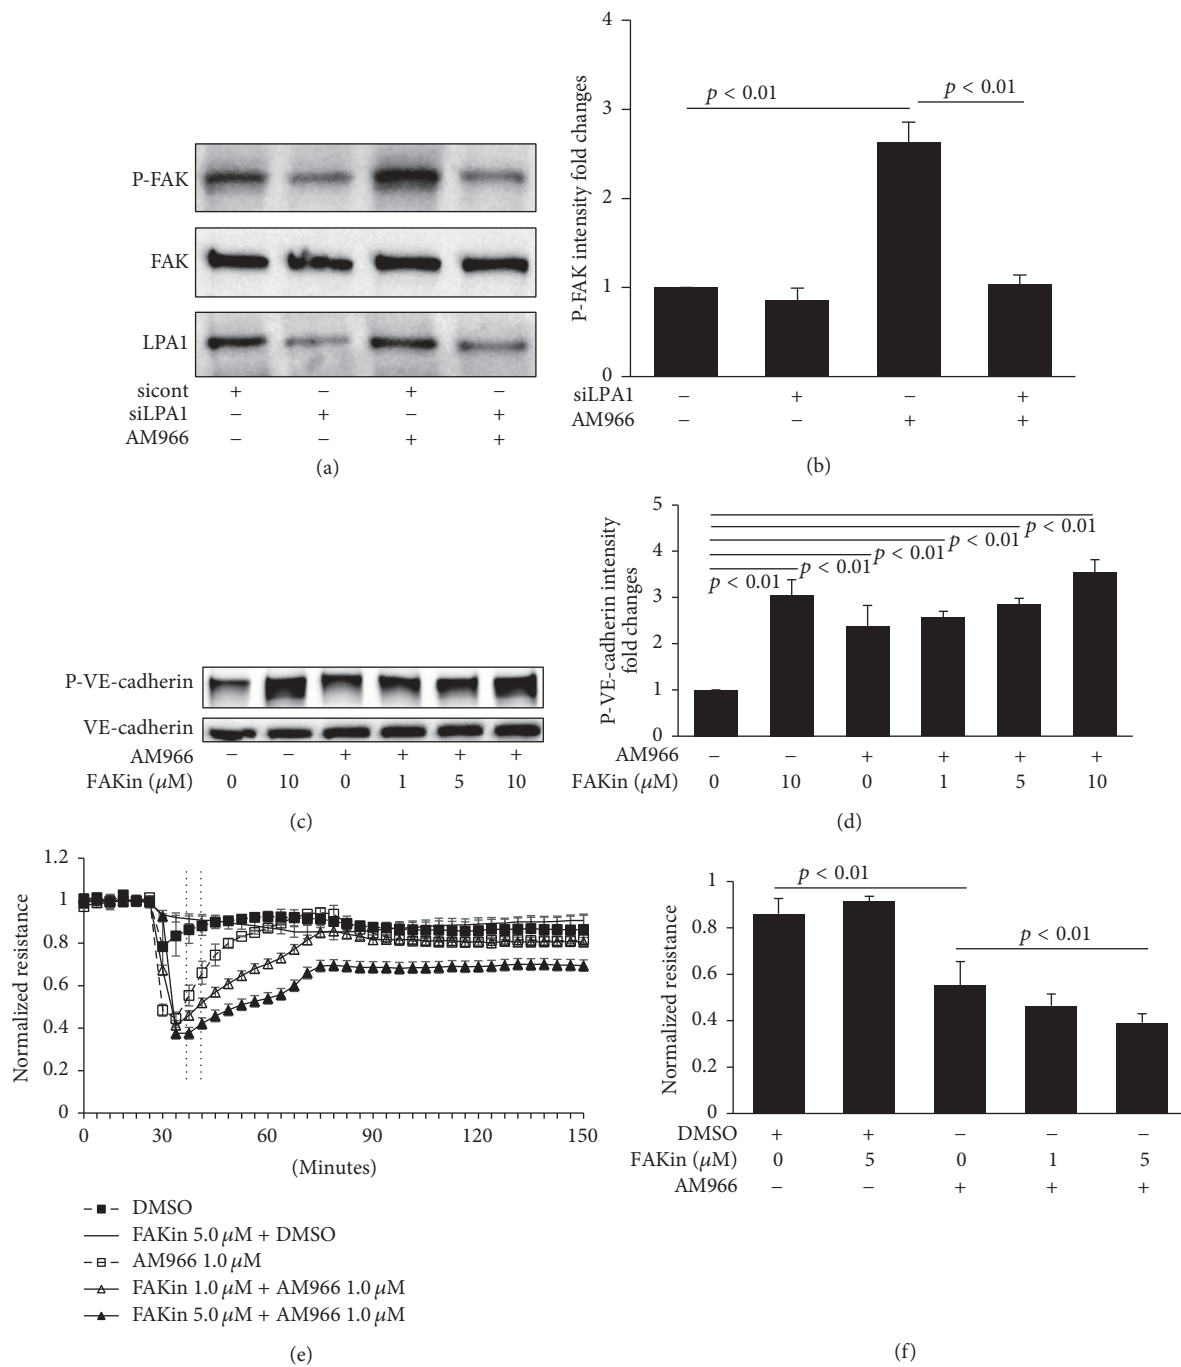 P-FAK
FAK
LPA1
sicont + − + −
siLPA1 − + − +
AM966 − − + +
(a)
P-FAK intensity fold changes
4
3
2
1
0
p < 0.01
p < 0.01
siLPA1 − + − +
AM966 − − + +
(b)
P-VE-cadherin
VE-cadherin
AM966 − − + + + +
FAKin (μM) 0 10 0 1 5 10
(c)
P-VE-cadherin intensity
fold changes
5
4
3
2
1
0
p < 0.01
p < 0.01
p < 0.01
p < 0.01
p < 0.01
AM966 − − + + + +
FAKin (μM) 0 10 0 1 5 10
(d)
Normalized resistance
1.2
1
0.8
0.6
0.4
0.2
0
0 30 60 90 120 150
(Minutes)
DMSO
FAKin 5.0 μM + DMSO
AM966 1.0 μM
FAKin 1.0 μM + AM966 1.0 μM
FAKin 5.0 μM + AM966 1.0 μM
(e)
Normalized resistance
1
0.8
0.6
0.4
0.2
0
p < 0.01
p < 0.01
DMSO + + − − −
FAKin (μM) 0 5 0 1 5
AM966 − − + + +
(f)